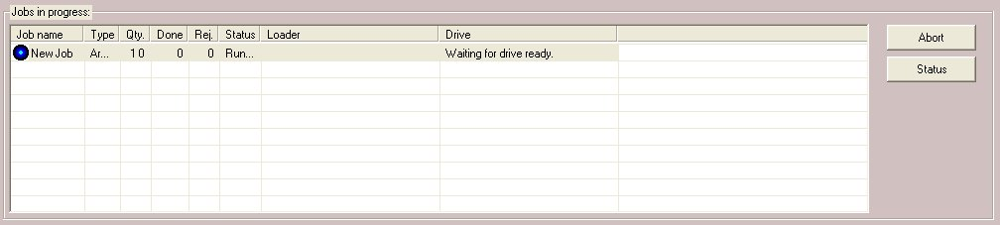 Jobs in progress:
Job name Type Qty. Done Rej. Status Loader Drive
New Job Ar... 10 0 0 Run... Waiting for drive ready.
Abort
Status